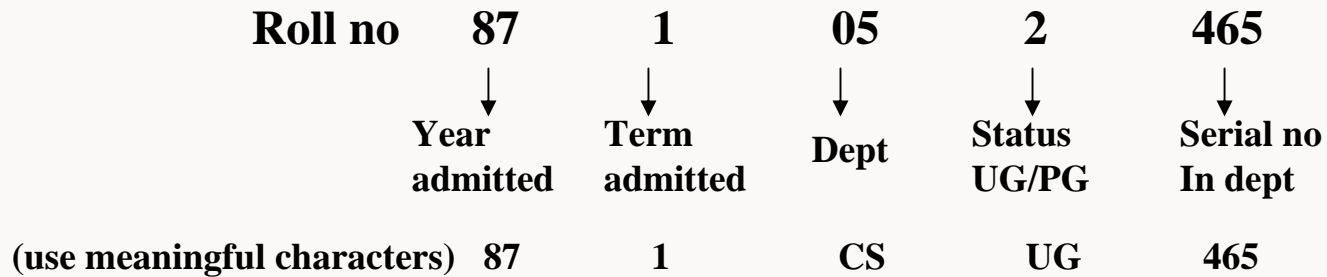 Roll no 87 1 05 2 465
Year Term Dept Status Serial no
admitted admitted UG/PG In dept
(use meaningful characters) 87 1 CS UG 465